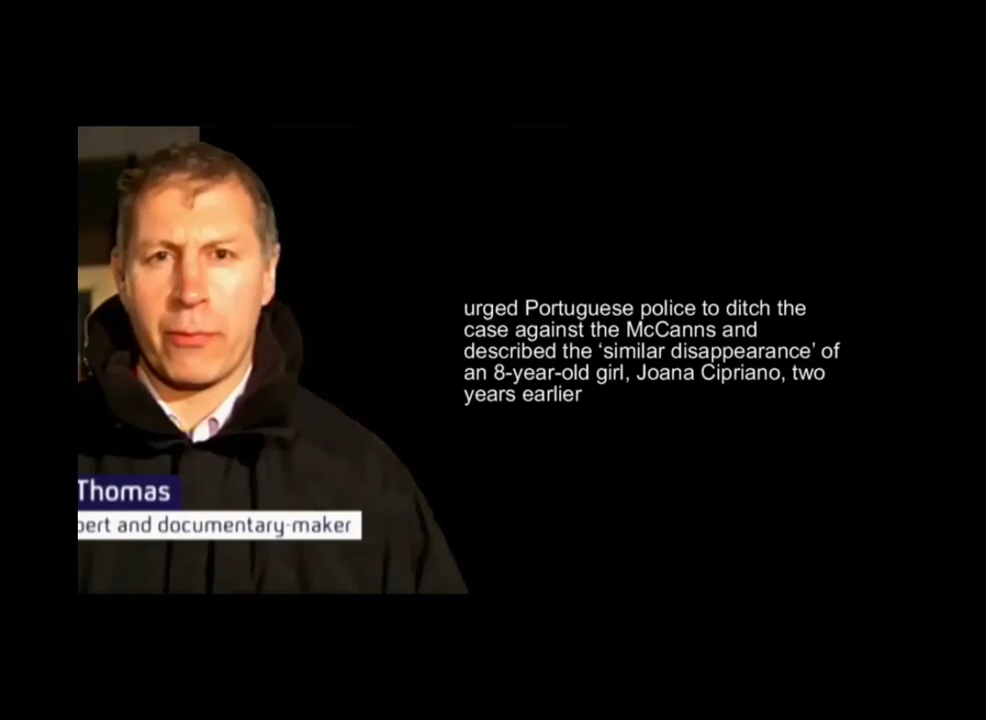 urged Portuguese police to ditch the
case against the McCanns and
described the ‘similar disappearance’ of
an 8-year-old girl, Joana Cipriano, two
years earlier
Thomas
and documentary-maker